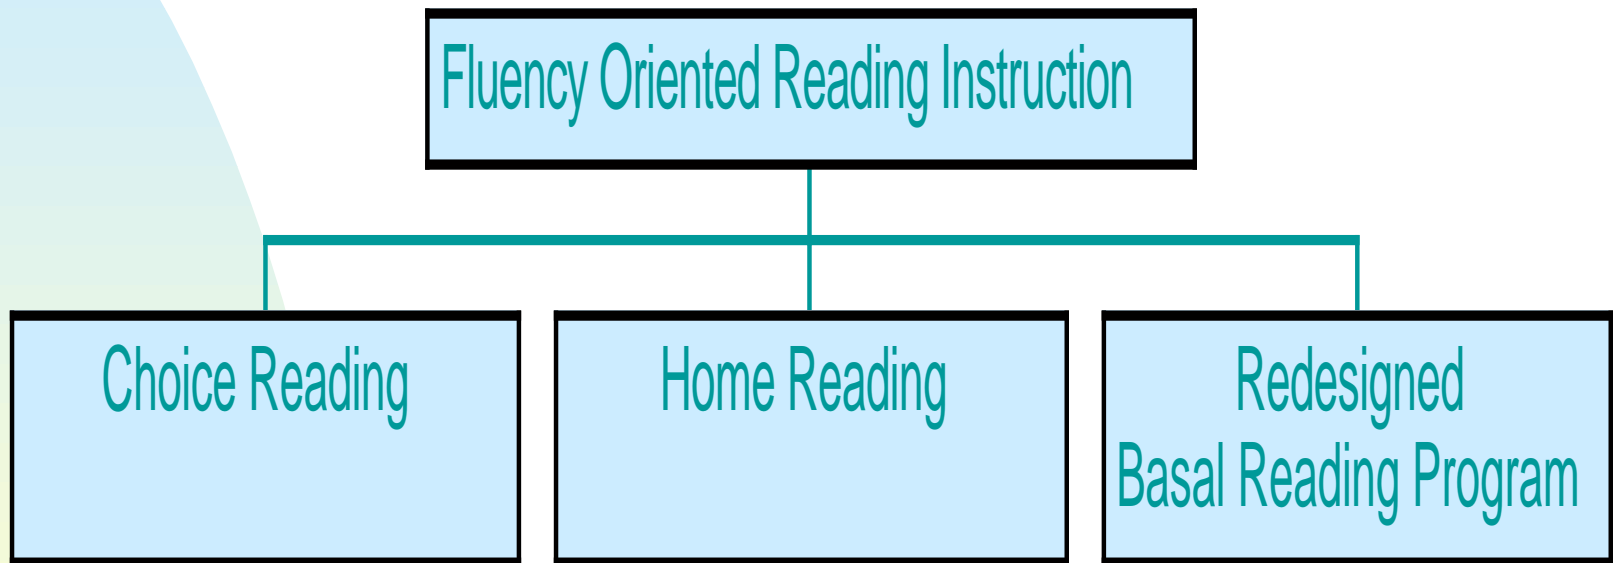 Fluency Oriented Reading Instruction
Choice Reading
Home Reading
Redesigned
Basal Reading Program